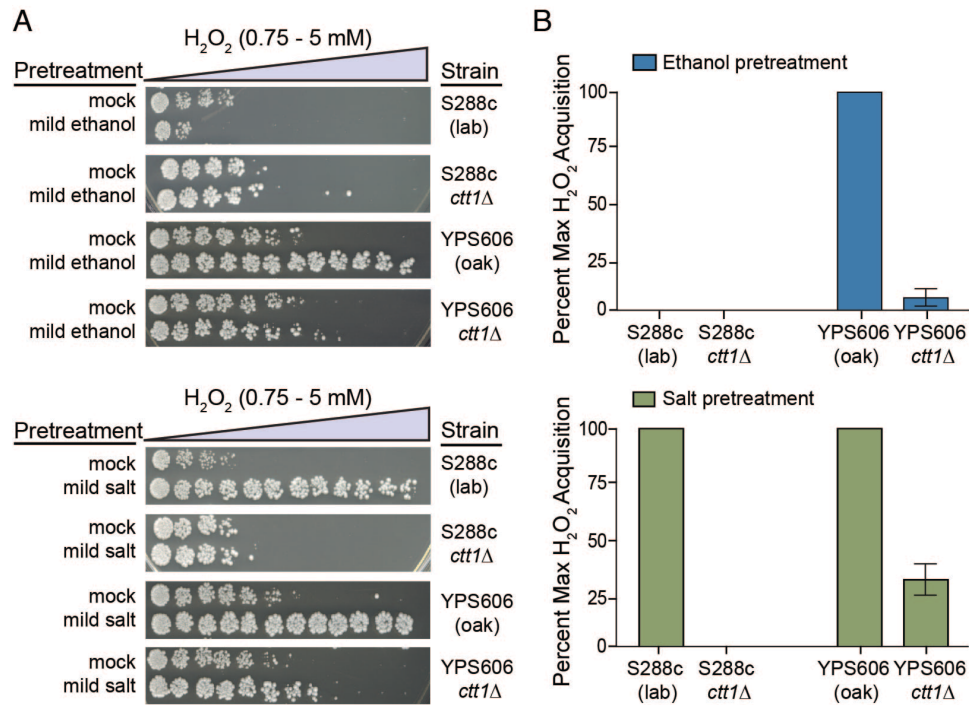 A
H₂O₂ (0.75 - 5 mM)
Pretreatment
Strain
mock
mild ethanol
S288c
(lab)
mock
mild ethanol
S288c
ctt1Δ
mock
mild ethanol
YPS606
(oak)
mock
mild ethanol
YPS606
ctt1Δ
H₂O₂ (0.75 - 5 mM)
Pretreatment
Strain
mock
mild salt
S288c
(lab)
mock
mild salt
S288c
ctt1Δ
mock
mild salt
YPS606
(oak)
mock
mild salt
YPS606
ctt1Δ
B
Ethanol pretreatment
Percent Max H₂O₂ Acquisition
100
75
50
25
0
S288c
(lab)
S288c
ctt1Δ
YPS606
(oak)
YPS606
ctt1Δ
Salt pretreatment
Percent Max H₂O₂ Acquisition
100
75
50
25
0
S288c
(lab)
S288c
ctt1Δ
YPS606
(oak)
YPS606
ctt1Δ